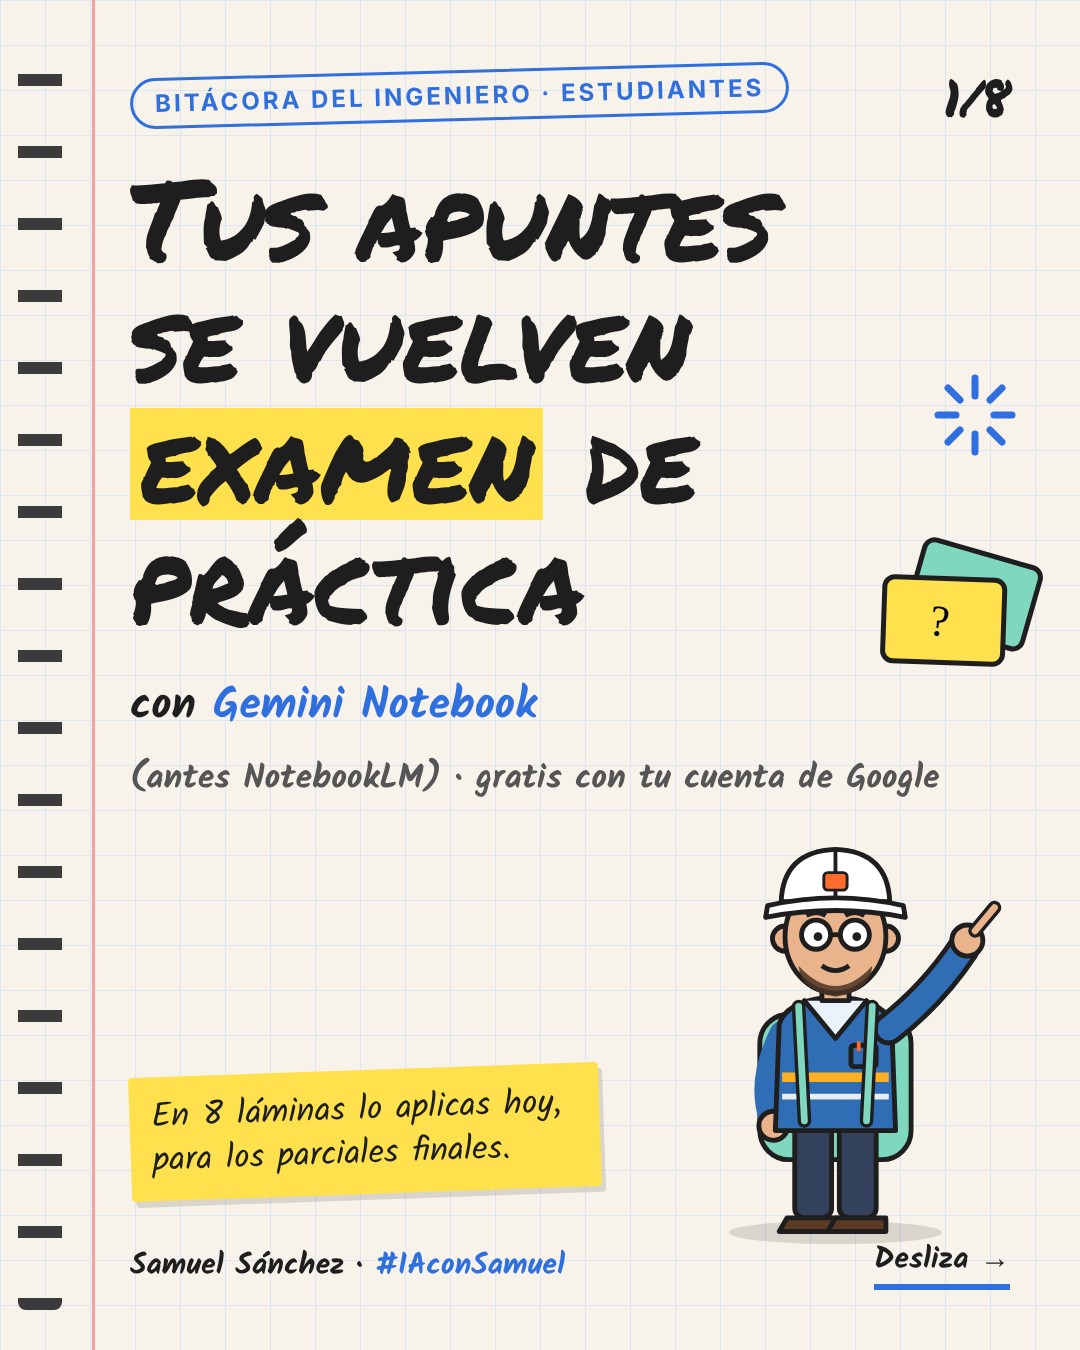 BITÁCORA DEL INGENIERO · ESTUDIANTES
1/8
TUS APUNTES
SE VUELVEN
EXAMEN DE
PRÁCTICA
?
con Gemini Notebook
(antes NotebookLM) · gratis con tu cuenta de Google
En 8 láminas lo aplicas hoy,
para los parciales finales.
Samuel Sánchez · #IAconSamuel
Desliza →